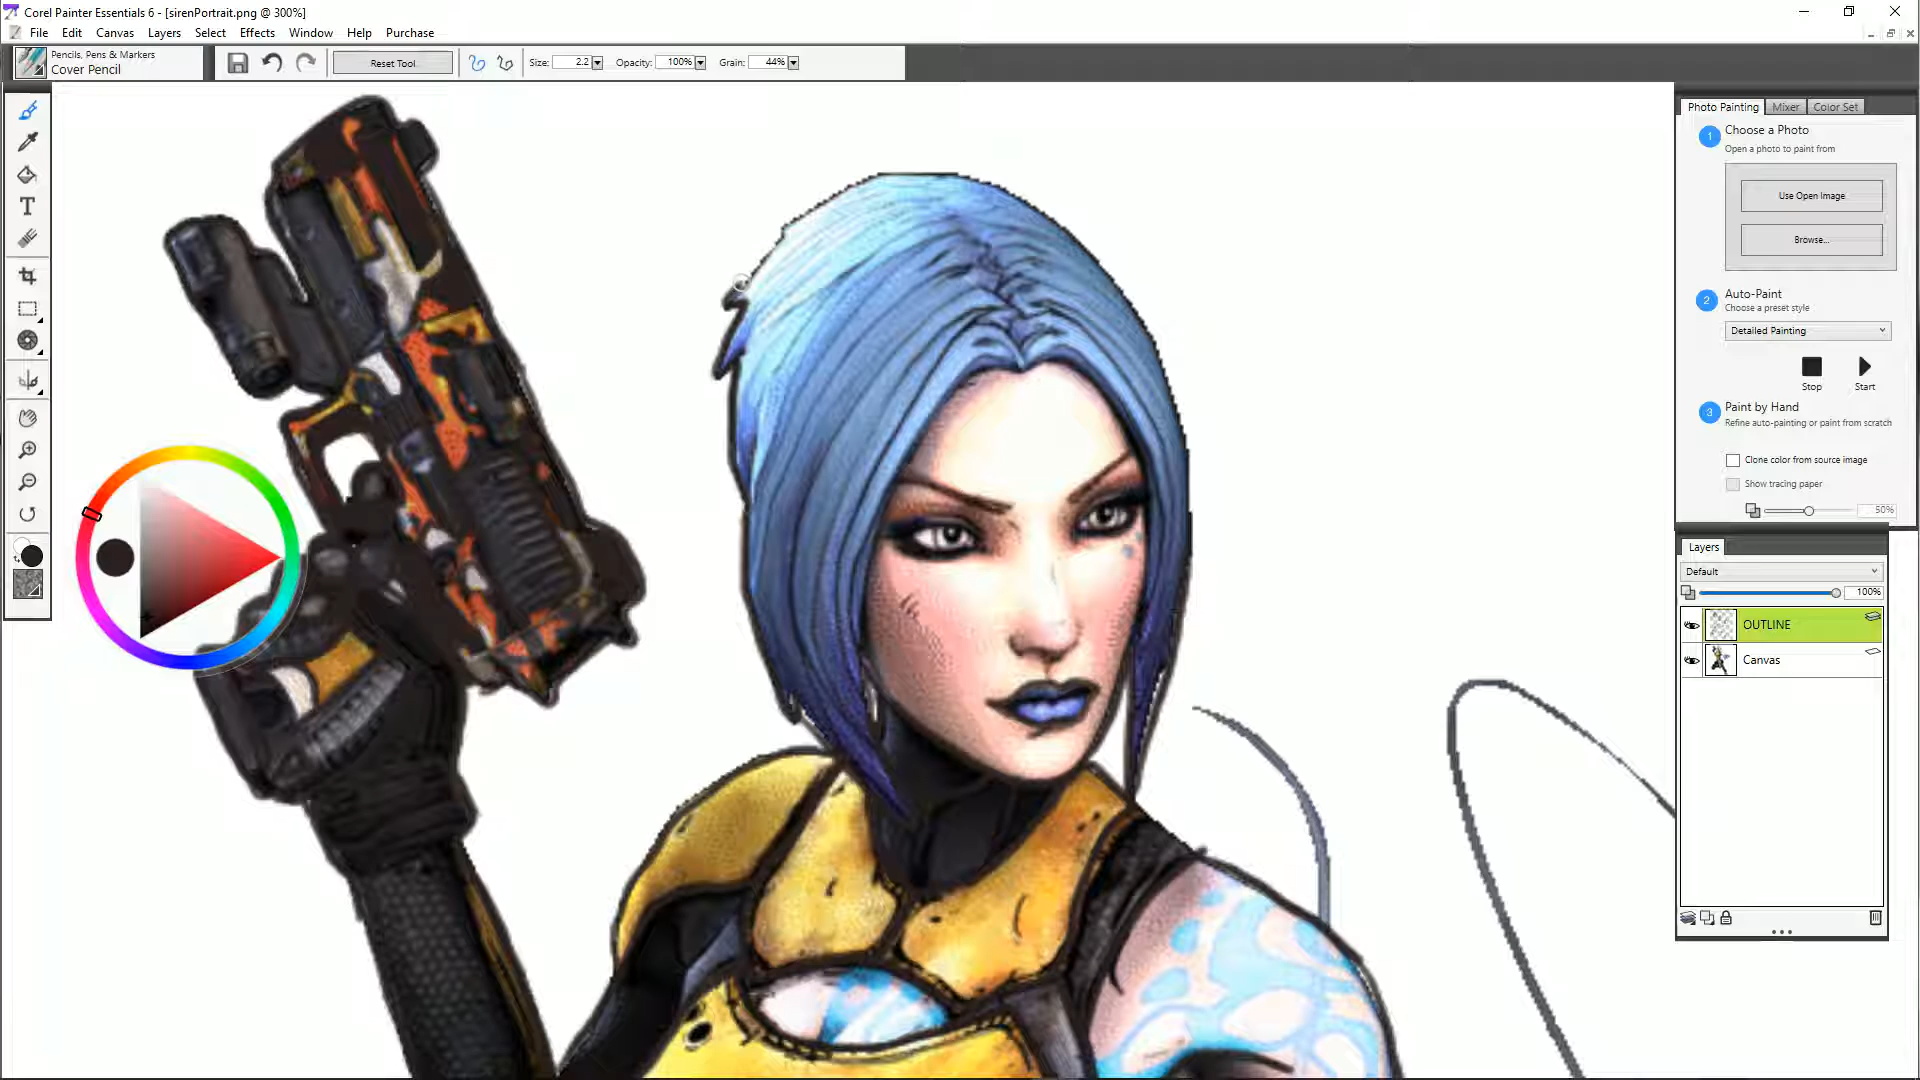 Corel Painter Essentials 6 - [sirenPortrait.png @ 300%]
File Edit Canvas Layers Select Effects Window Help Purchase
Pencils, Pens & Markers
Cover Pencil
Reset Tool
Size: 2.2 Opacity: 100% Grain: 44%
Photo Painting Mixer Color Set
1 Choose a Photo
Open a photo to paint from
Use Open Image
Browse...
2 Auto-Paint
Choose a preset style
Detailed Painting
Stop Start
3 Paint by Hand
Refine auto-painting or paint from scratch
Clone color from source image
Show tracing paper
50%
Layers
Default
100%
OUTLINE
Canvas